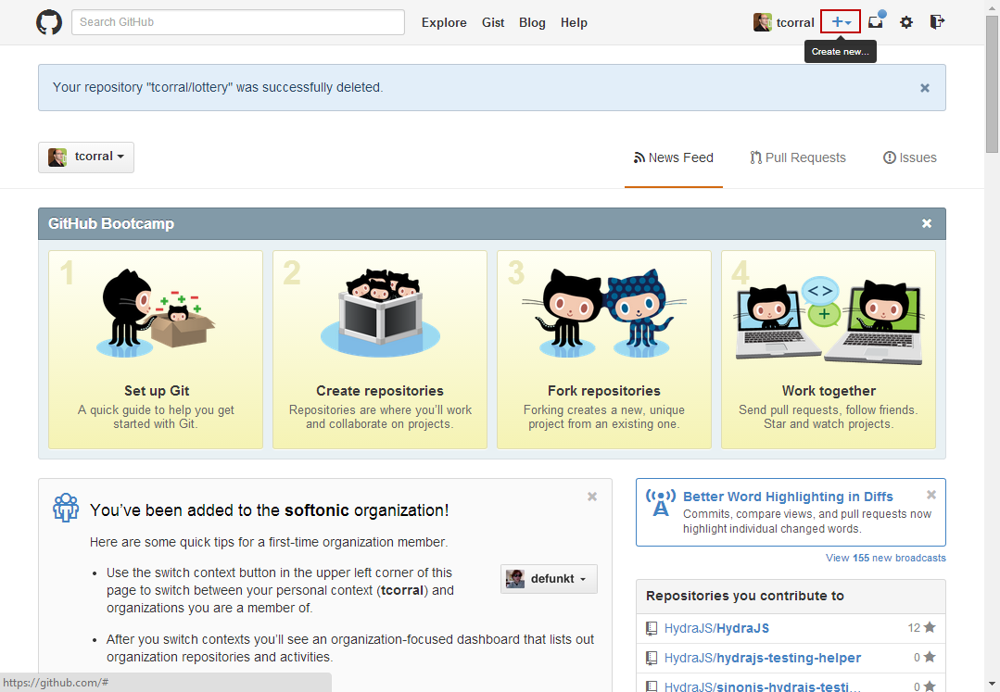 Search GitHub
Explore Gist Blog Help
tcorral
Create new...
Your repository "tcorral/lottery" was successfully deleted.
tcorral
News Feed
Pull Requests
Issues
GitHub Bootcamp
1
Set up Git
A quick guide to help you get
started with Git.
2
Create repositories
Repositories are where you'll work
and collaborate on projects.
3
Fork repositories
Forking creates a new, unique
project from an existing one.
4
<>
+
Work together
Send pull requests, follow friends.
Star and watch projects.
You've been added to the softonic organization!
Here are some quick tips for a first-time organization member.
• Use the switch context button in the upper left corner of this
page to switch between your personal context (tcorral) and
organizations you are a member of.
defunkt
• After you switch contexts you'll see an organization-focused dashboard that lists out
organization repositories and activities.
Better Word Highlighting in Diffs
Commits, compare views, and pull requests now
highlight individual changed words.
View 155 new broadcasts
Repositories you contribute to
HydraJS/HydraJS 12
HydraJS/hydrajs-testing-helper 0
HydraJS/sinonjs-hydrajs-testi... 0
https://github.com/#